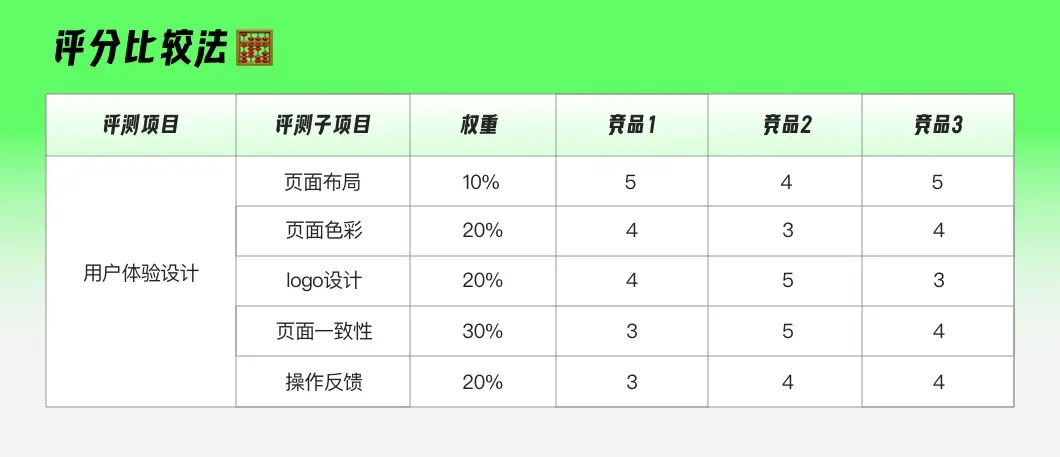 评分比较法
评测项目 评测子项目 权重 竞品1 竞品2 竞品3
页面布局 10% 5 4 5
页面色彩 20% 4 3 4
用户体验设计 logo设计 20% 4 5 3
页面一致性 30% 3 5 4
操作反馈 20% 3 4 4